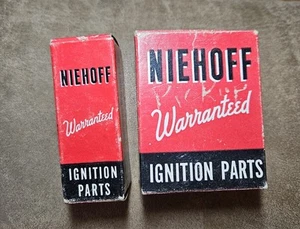 NIEHOFF
Warranteed
IGNITION
PARTS
NIEHOFF
Warranteed
IGNITION PARTS